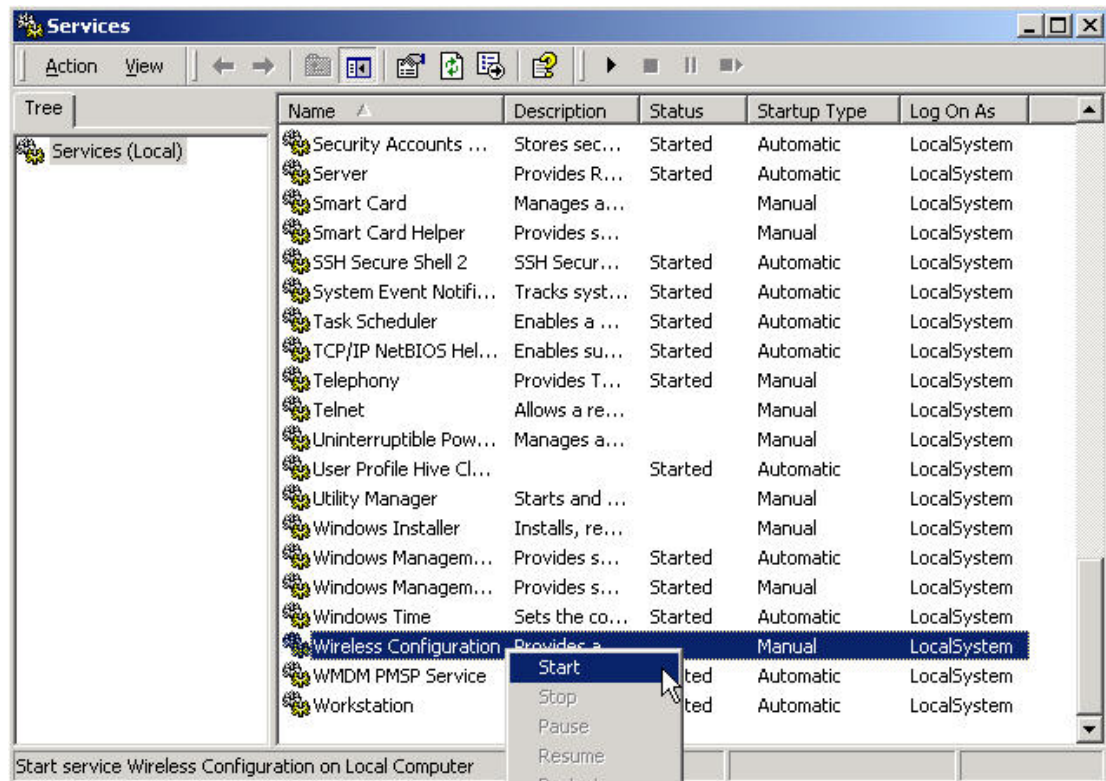 Services
Action View
Tree
Services (Local)
Name Description Status Startup Type Log On As
Security Accounts ... Stores sec... Started Automatic LocalSystem
Server Provides R... Started Automatic LocalSystem
Smart Card Manages a... Manual LocalSystem
Smart Card Helper Provides s... Manual LocalSystem
SSH Secure Shell 2 SSH Secur... Started Automatic LocalSystem
System Event Notifi... Tracks syst... Started Automatic LocalSystem
Task Scheduler Enables a ... Started Automatic LocalSystem
TCP/IP NetBIOS Hel... Enables su... Started Automatic LocalSystem
Telephony Provides T... Started Manual LocalSystem
Telnet Allows a re... Manual LocalSystem
Uninterruptible Pow... Manages a... Manual LocalSystem
User Profile Hive Cl... Started Automatic LocalSystem
Utility Manager Starts and ... Manual LocalSystem
Windows Installer Installs, re... Manual LocalSystem
Windows Managem... Provides s... Started Automatic LocalSystem
Windows Managem... Provides s... Started Manual LocalSystem
Windows Time Sets the co... Started Automatic LocalSystem
Wireless Configuration Provides a Manual LocalSystem
WMDM PMSP Service ted Automatic LocalSystem
Workstation ted Automatic LocalSystem
Start
Stop
Pause
Resume
Start service Wireless Configuration on Local Computer